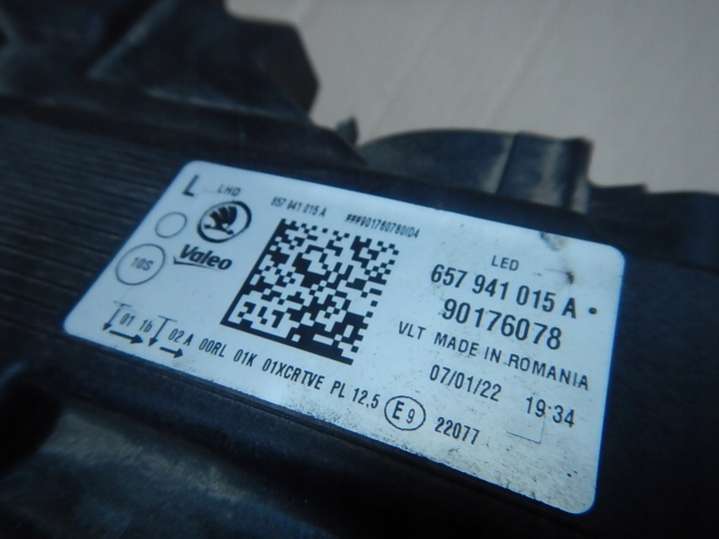 L LHD
657 941 015 A ###90176078D/04
Valeo
10S
LED
657 941 015 A
90176078
VLT MADE IN ROMANIA
07/01/22 19:34
01 1b 02 A 00RL 01K 01XCRTVE PL 12,5 E9 22077